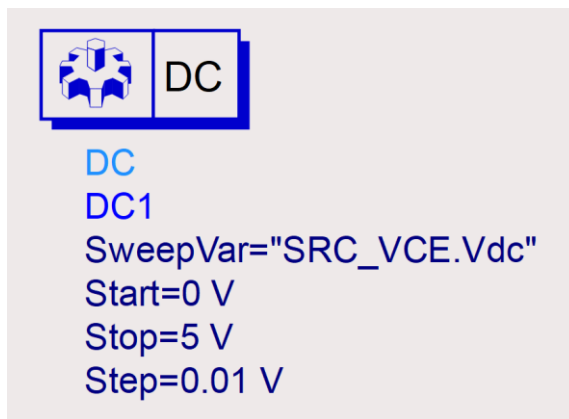 DC
DC
DC1
SweepVar="SRC_VCE.Vdc"
Start=0 V
Stop=5 V
Step=0.01 V